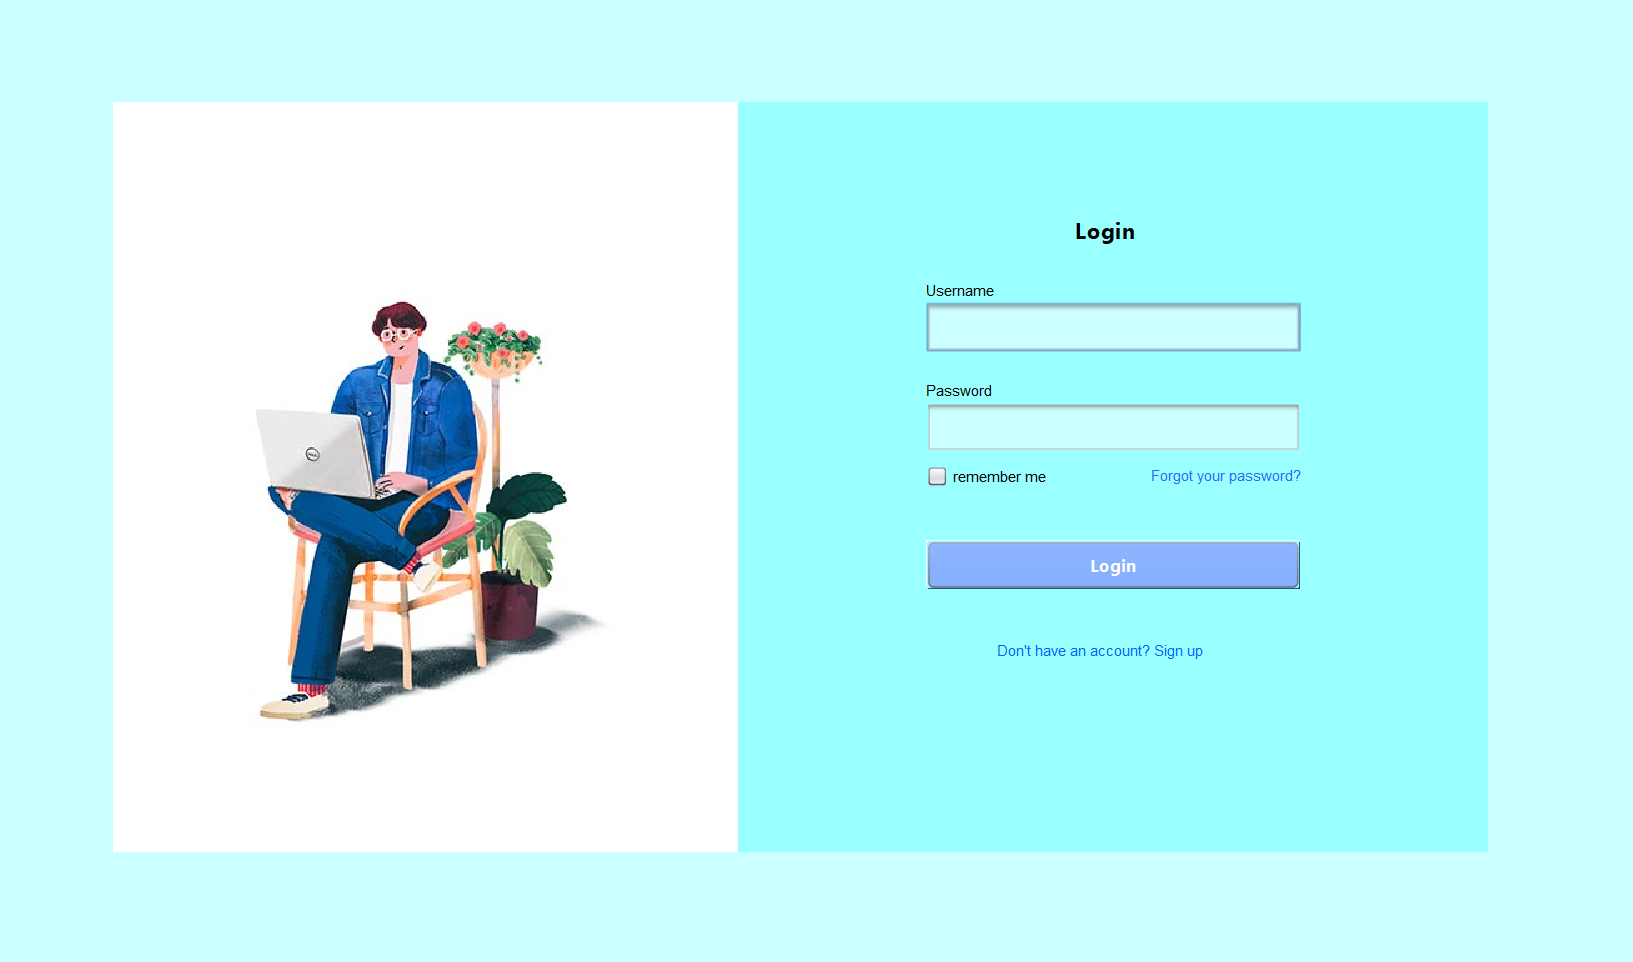 Login
Username
Password
remember me
Forgot your password?
Login
Don't have an account? Sign up